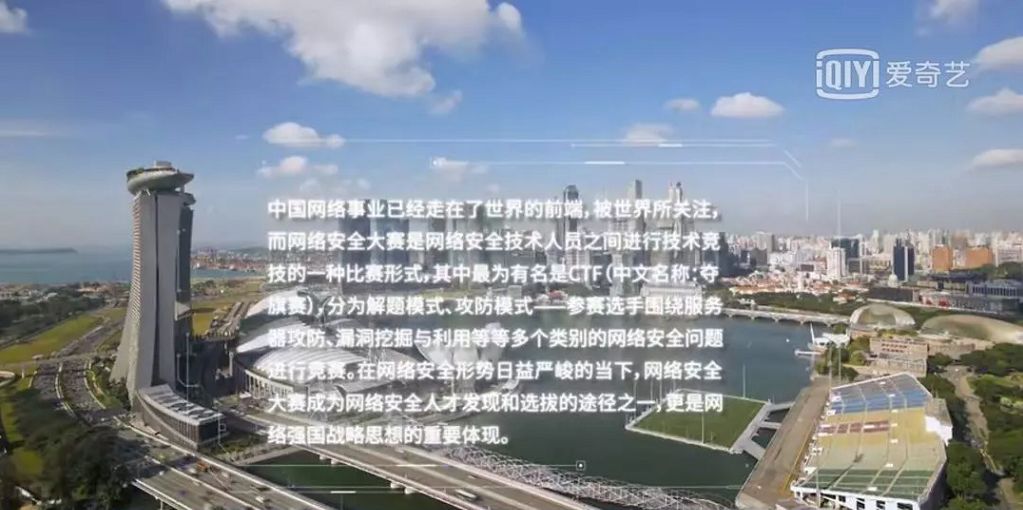 iQIYI 爱奇艺
中国网络事业已经走在了世界的前端，被世界所关注，
而网络安全大赛是网络安全技术人员之间进行技术竞
技的一种比赛形式，其中最为有名是CTF（中文名称：夺
旗赛），分为解题模式、攻防模式——参赛选手围绕服务
器攻防、漏洞挖掘与利用等等多个类别的网络安全问题
进行竞赛。在网络安全形势日益严峻的当下，网络安全
大赛成为网络安全人才发现和选拔的途径之一，更是网
络强国战略思想的重要体现。